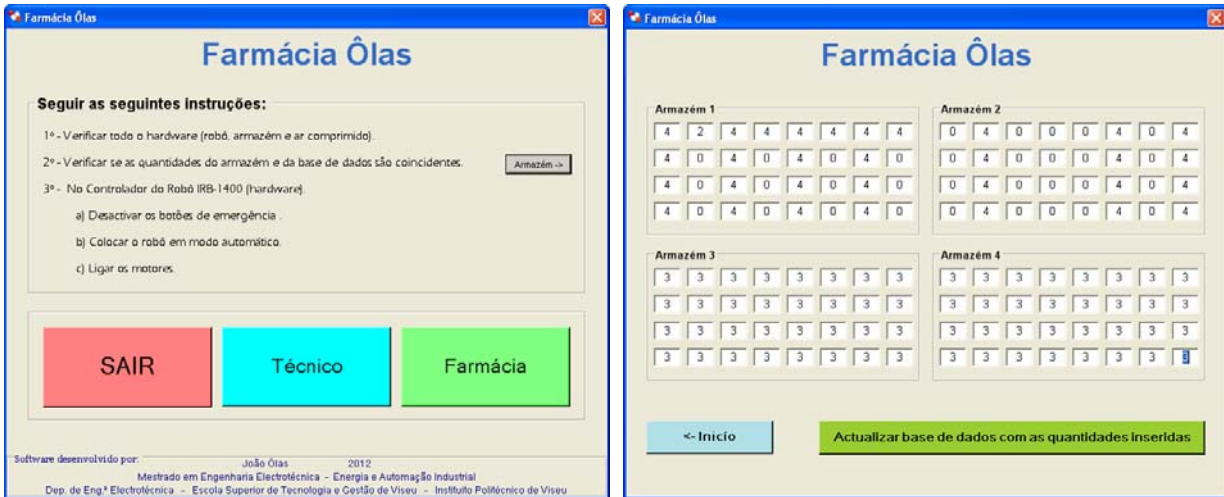 Farmácia Ôlas
Farmácia Ôlas
Seguir as seguintes instruções:
1º - Verificar todo o hardware (robô, armazém e ar comprimido).
2º - Verificar se as quantidades do armazém e da base de dados são coincidentes.
Armazém ->
3º - No Controlador do Robô IRB-1400 (hardware).
a) Desactivar os botões de emergência .
b) Colocar o robô em modo automático.
c) Ligar os motores.
SAIR Técnico Farmácia
Software desenvolvido por:
João Ôlas 2012
Mestrado em Engenharia Electrotécnica - Energia e Automação Industrial
Dep. de Eng.ª Electrotécnica - Escola Superior de Tecnologia e Gestão de Viseu - Instituito Politécnico de Viseu
Farmácia Ôlas
Farmácia Ôlas
Armazém 1
4 2 4 4 4 4 4 4
4 0 4 0 4 0 4 0
4 0 4 0 4 0 4 0
4 0 4 0 4 0 4 0
Armazém 2
0 4 0 0 0 4 0 4
0 4 0 0 0 4 0 4
0 4 0 0 0 4 0 4
0 4 0 0 0 4 0 4
Armazém 3
3 3 3 3 3 3 3 3
3 3 3 3 3 3 3 3
3 3 3 3 3 3 3 3
3 3 3 3 3 3 3 3
Armazém 4
3 3 3 3 3 3 3 3
3 3 3 3 3 3 3 3
3 3 3 3 3 3 3 3
3 3 3 3 3 3 3 3
<- Início
Actualizar base de dados com as quantidades inseridas